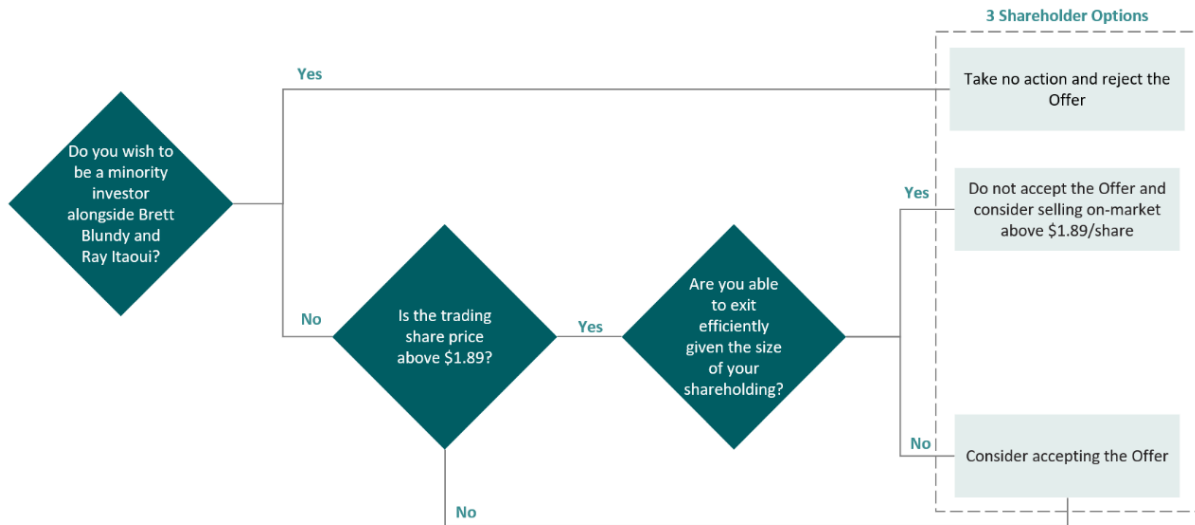 3 Shareholder Options
Yes
Take no action and reject the
Offer
Do you wish to
be a minority
investor
alongside Brett
Blundy and
Ray Itaoui?
Yes
Do not accept the Offer and
consider selling on-market
above $1.89/share
No
Is the trading
share price
above $1.89?
Yes
Are you able
to exit
efficiently
given the size
of your
shareholding?
No
Consider accepting the Offer
No